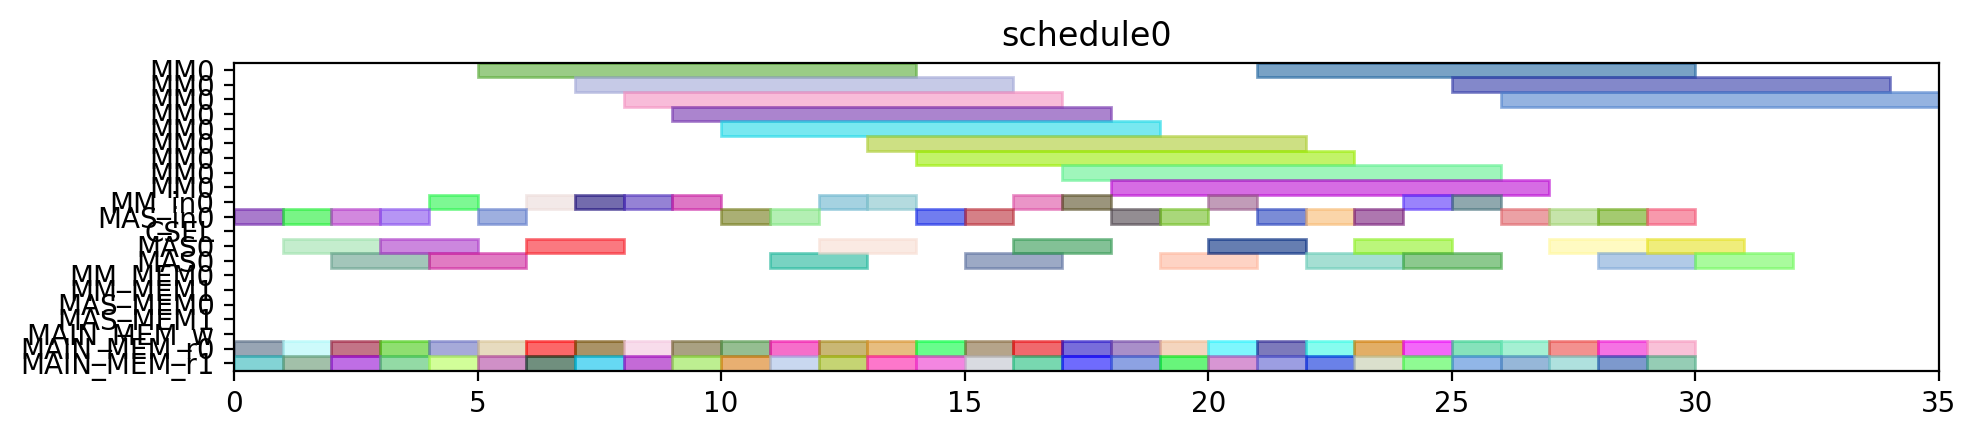 schedule0
MM0
MM0
MM0
MM0
MM0
MM0
MM0
MM0
MM0
MM_in0
MAS_in0
CSEL
MAS0
MAS0
MM_MEM0
MM_MEM1
MAS_MEM0
MAS_MEM1
MAIN_MEM_w
MAIN_MEM_r0
MAIN_MEM_r1
0 5 10 15 20 25 30 35